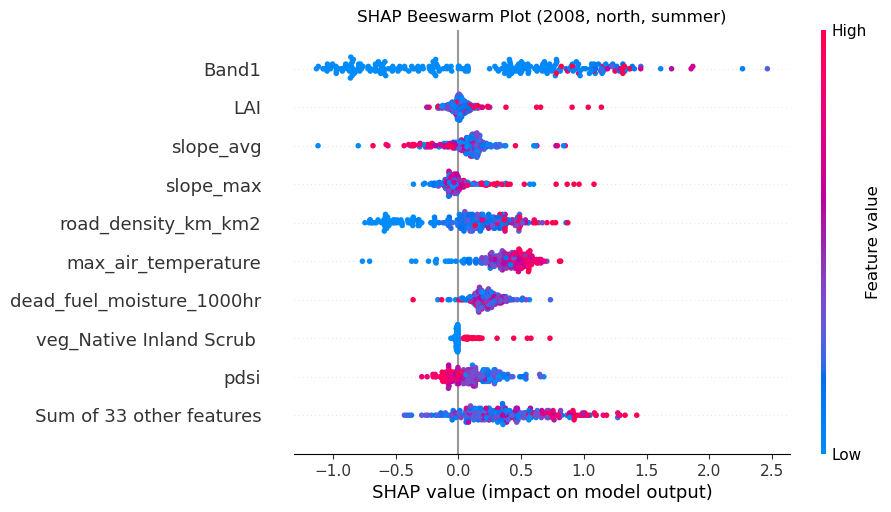 SHAP Beeswarm Plot (2008, north, summer)
High
Band1
LAI
slope_avg
slope_max
road_density_km_km2
max_air_temperature
dead_fuel_moisture_1000hr
veg_Native Inland Scrub
pdsi
Sum of 33 other features
Feature value
Low
−1.0 −0.5 0.0 0.5 1.0 1.5 2.0 2.5
SHAP value (impact on model output)